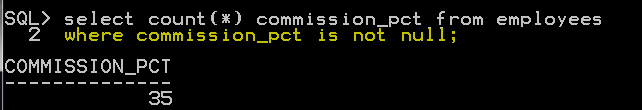 SQL> select count(*) commission_pct from employees
2 where commission_pct is not null;
COMMISSION_PCT
--------------
35